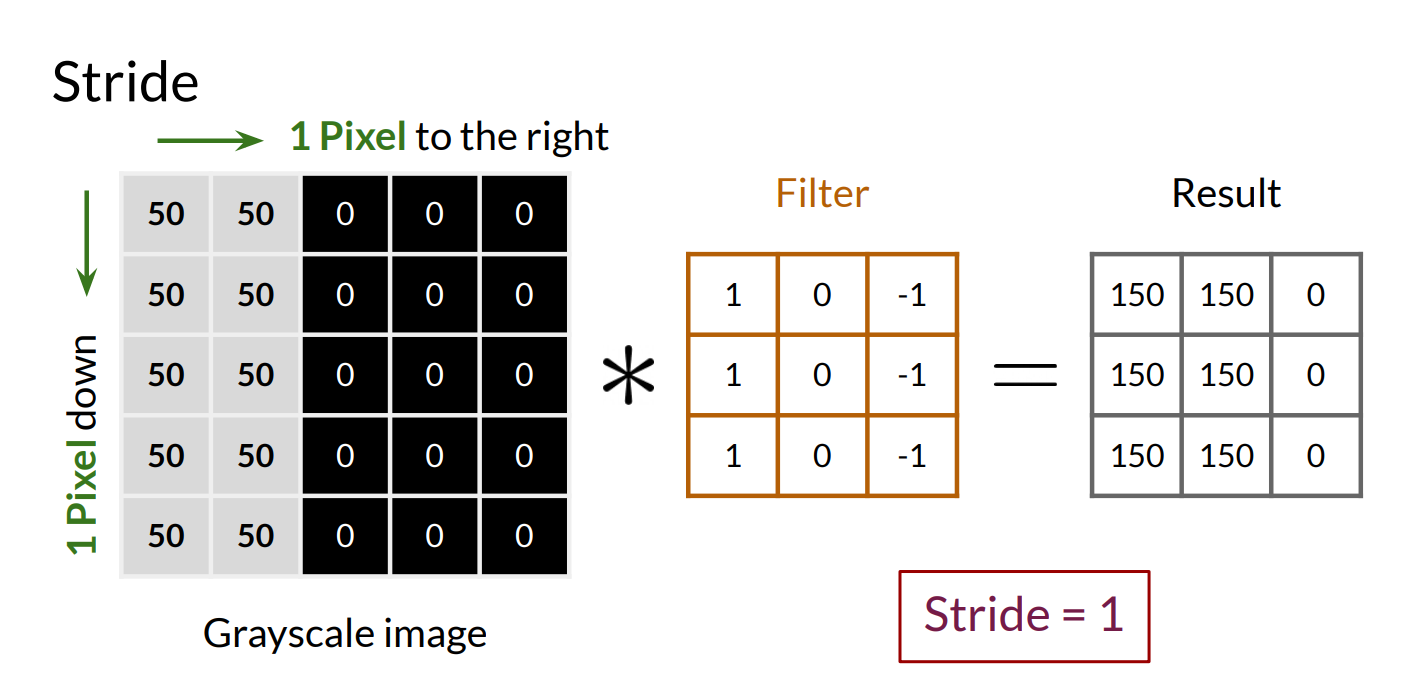 Stride
1 Pixel to the right
1 Pixel down
50 50 0 0 0
50 50 0 0 0
50 50 0 0 0
50 50 0 0 0
50 50 0 0 0
Grayscale image
*
Filter
1 0 -1
1 0 -1
1 0 -1
=
Result
150 150 0
150 150 0
150 150 0
Stride = 1